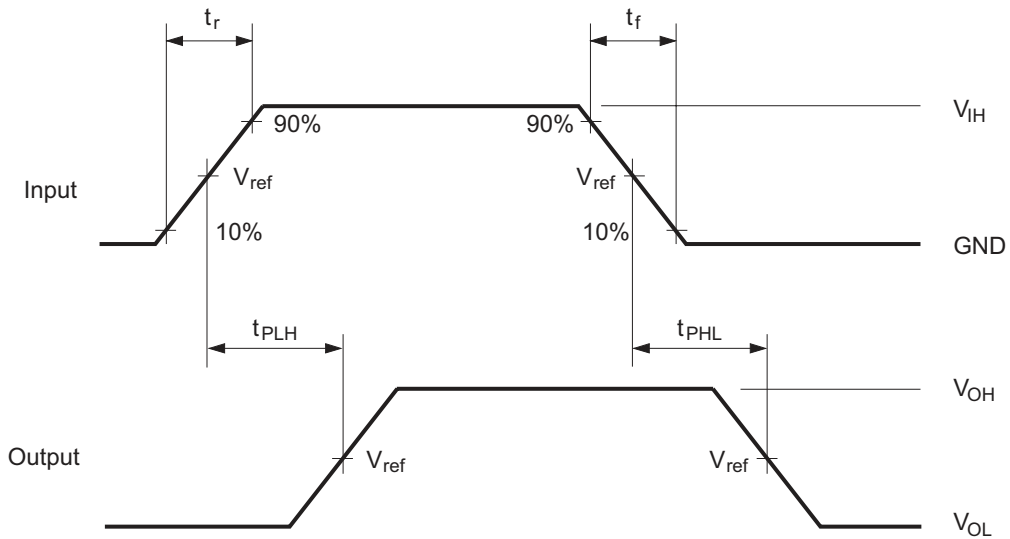 tr
tf
VIH
90%
90%
Input
Vref
Vref
10%
10%
GND
tPLH
tPHL
VOH
Output
Vref
Vref
VOL